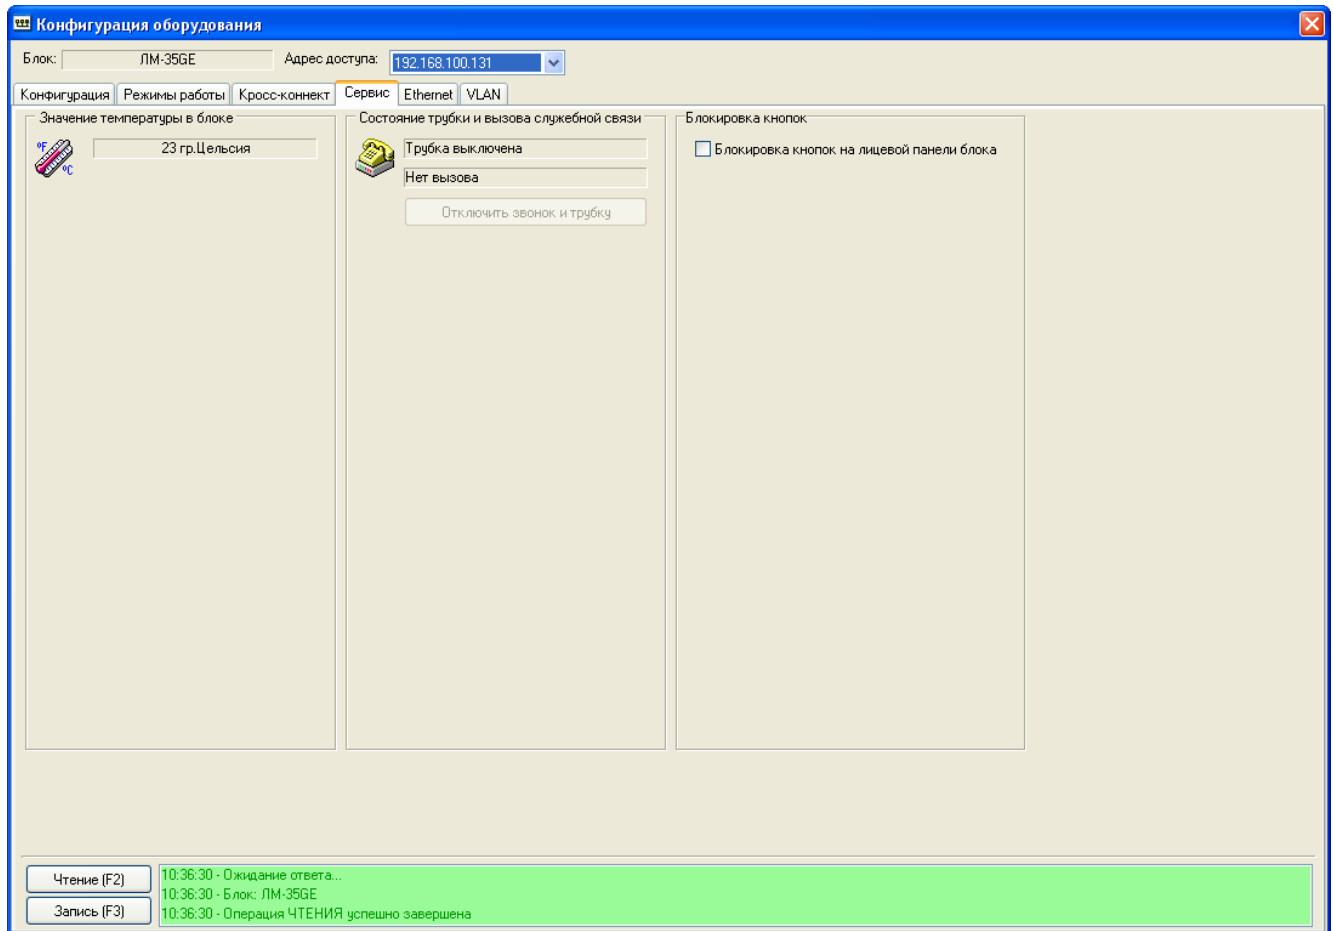 Конфигурация оборудования
Блок: ЛМ-35GE Адрес доступа: 192.168.100.131
Конфигурация Режимы работы Кросс-коннект Сервис Ethernet VLAN
Значение температуры в блоке
°F
°C
23 гр.Цельсия
Состояние трубки и вызова служебной связи
Трубка выключена
Нет вызова
Отключить звонок и трубку
Блокировка кнопок
Блокировка кнопок на лицевой панели блока
Чтение (F2)
Запись (F3)
10:36:30 - Ожидание ответа...
10:36:30 - Блок: ЛМ-35GE
10:36:30 - Операция ЧТЕНИЯ успешно завершена